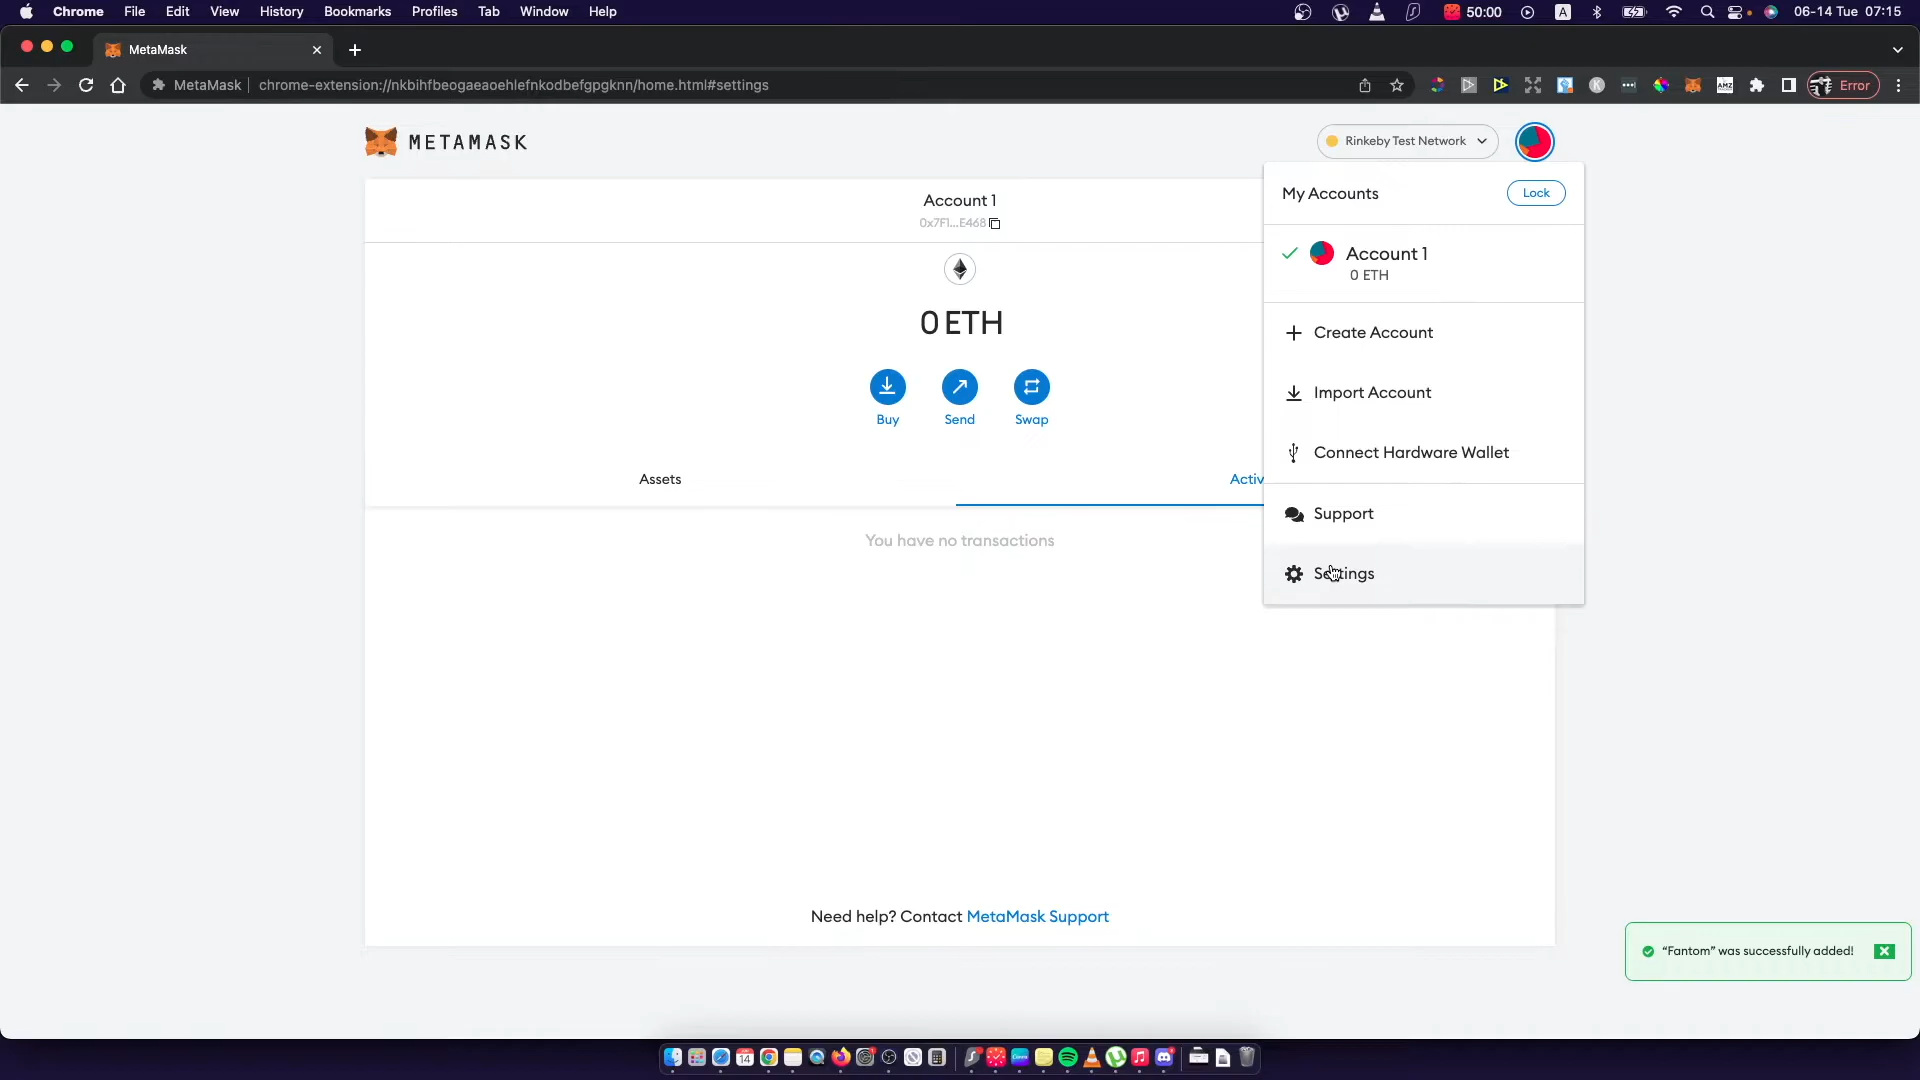 Chrome File Edit View History Bookmarks Profiles Tab Window Help 50:00 A 06-14 Tue 07:15
MetaMask
MetaMask chrome-extension://nkbihfbeogaeaoehlefnkodbefgpgknn/home.html#settings Error
METAMASK
Rinkeby Test Network
Account 1
0x7F1...E468
0 ETH
Buy Send Swap
Assets
Activ
You have no transactions
Need help? Contact MetaMask Support
My Accounts
Lock
Account 1
0 ETH
Create Account
Import Account
Connect Hardware Wallet
Support
Settings
“Fantom” was successfully added!